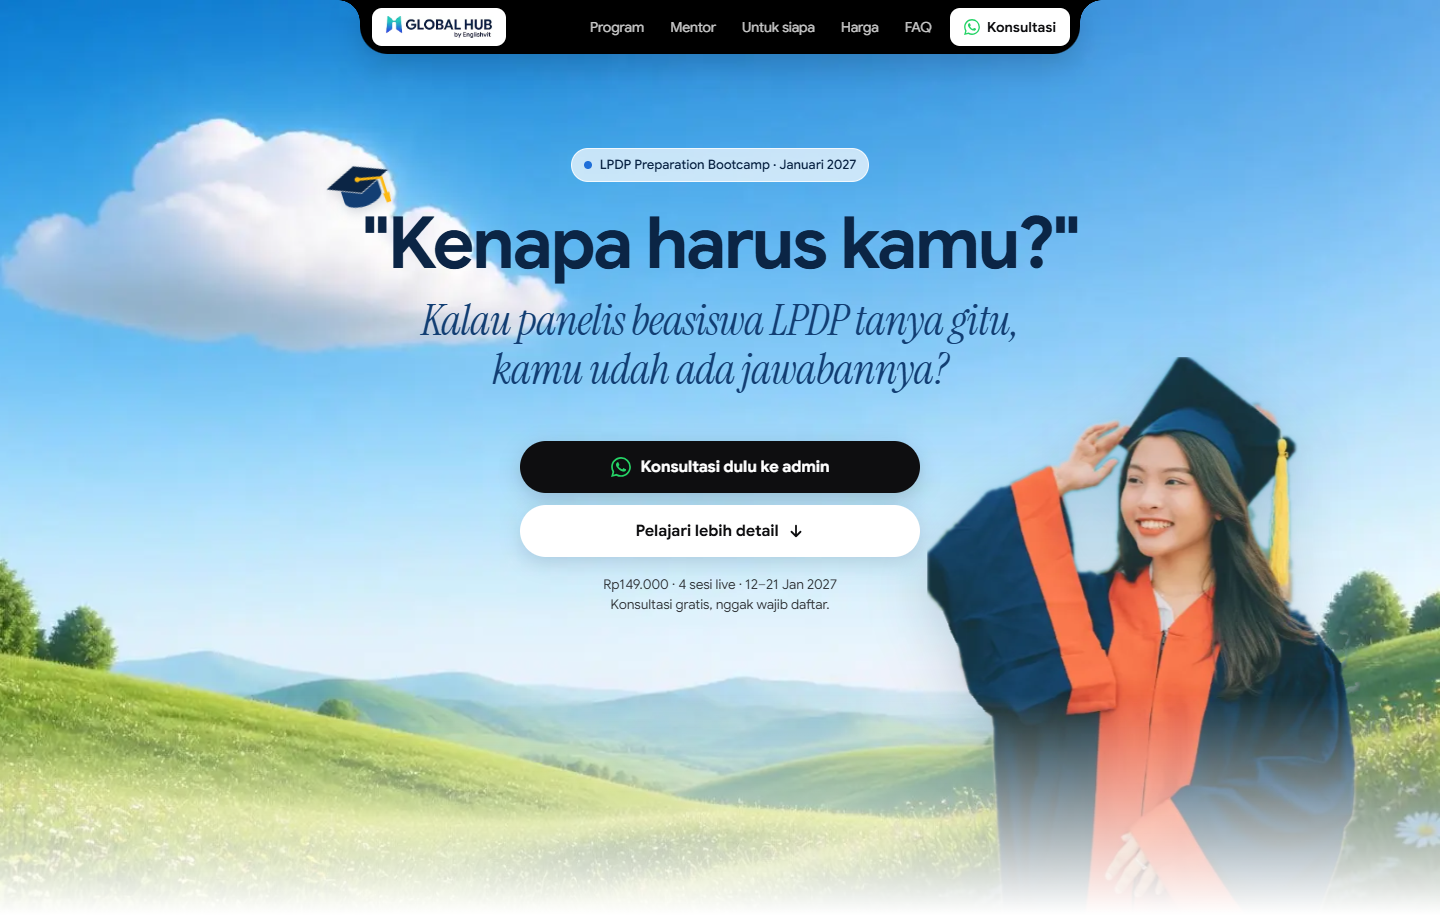 GLOBAL HUB
by Englishvit
Program
Mentor
Untuk siapa
Harga
FAQ
Konsultasi
LPDP Preparation Bootcamp · Januari 2027
"Kenapa harus kamu?"
Kalau panelis beasiswa LPDP tanya gitu,
kamu udah ada jawabannya?
Konsultasi dulu ke admin
Pelajari lebih detail ↓
Rp149.000 · 4 sesi live · 12–21 Jan 2027
Konsultasi gratis, nggak wajib daftar.